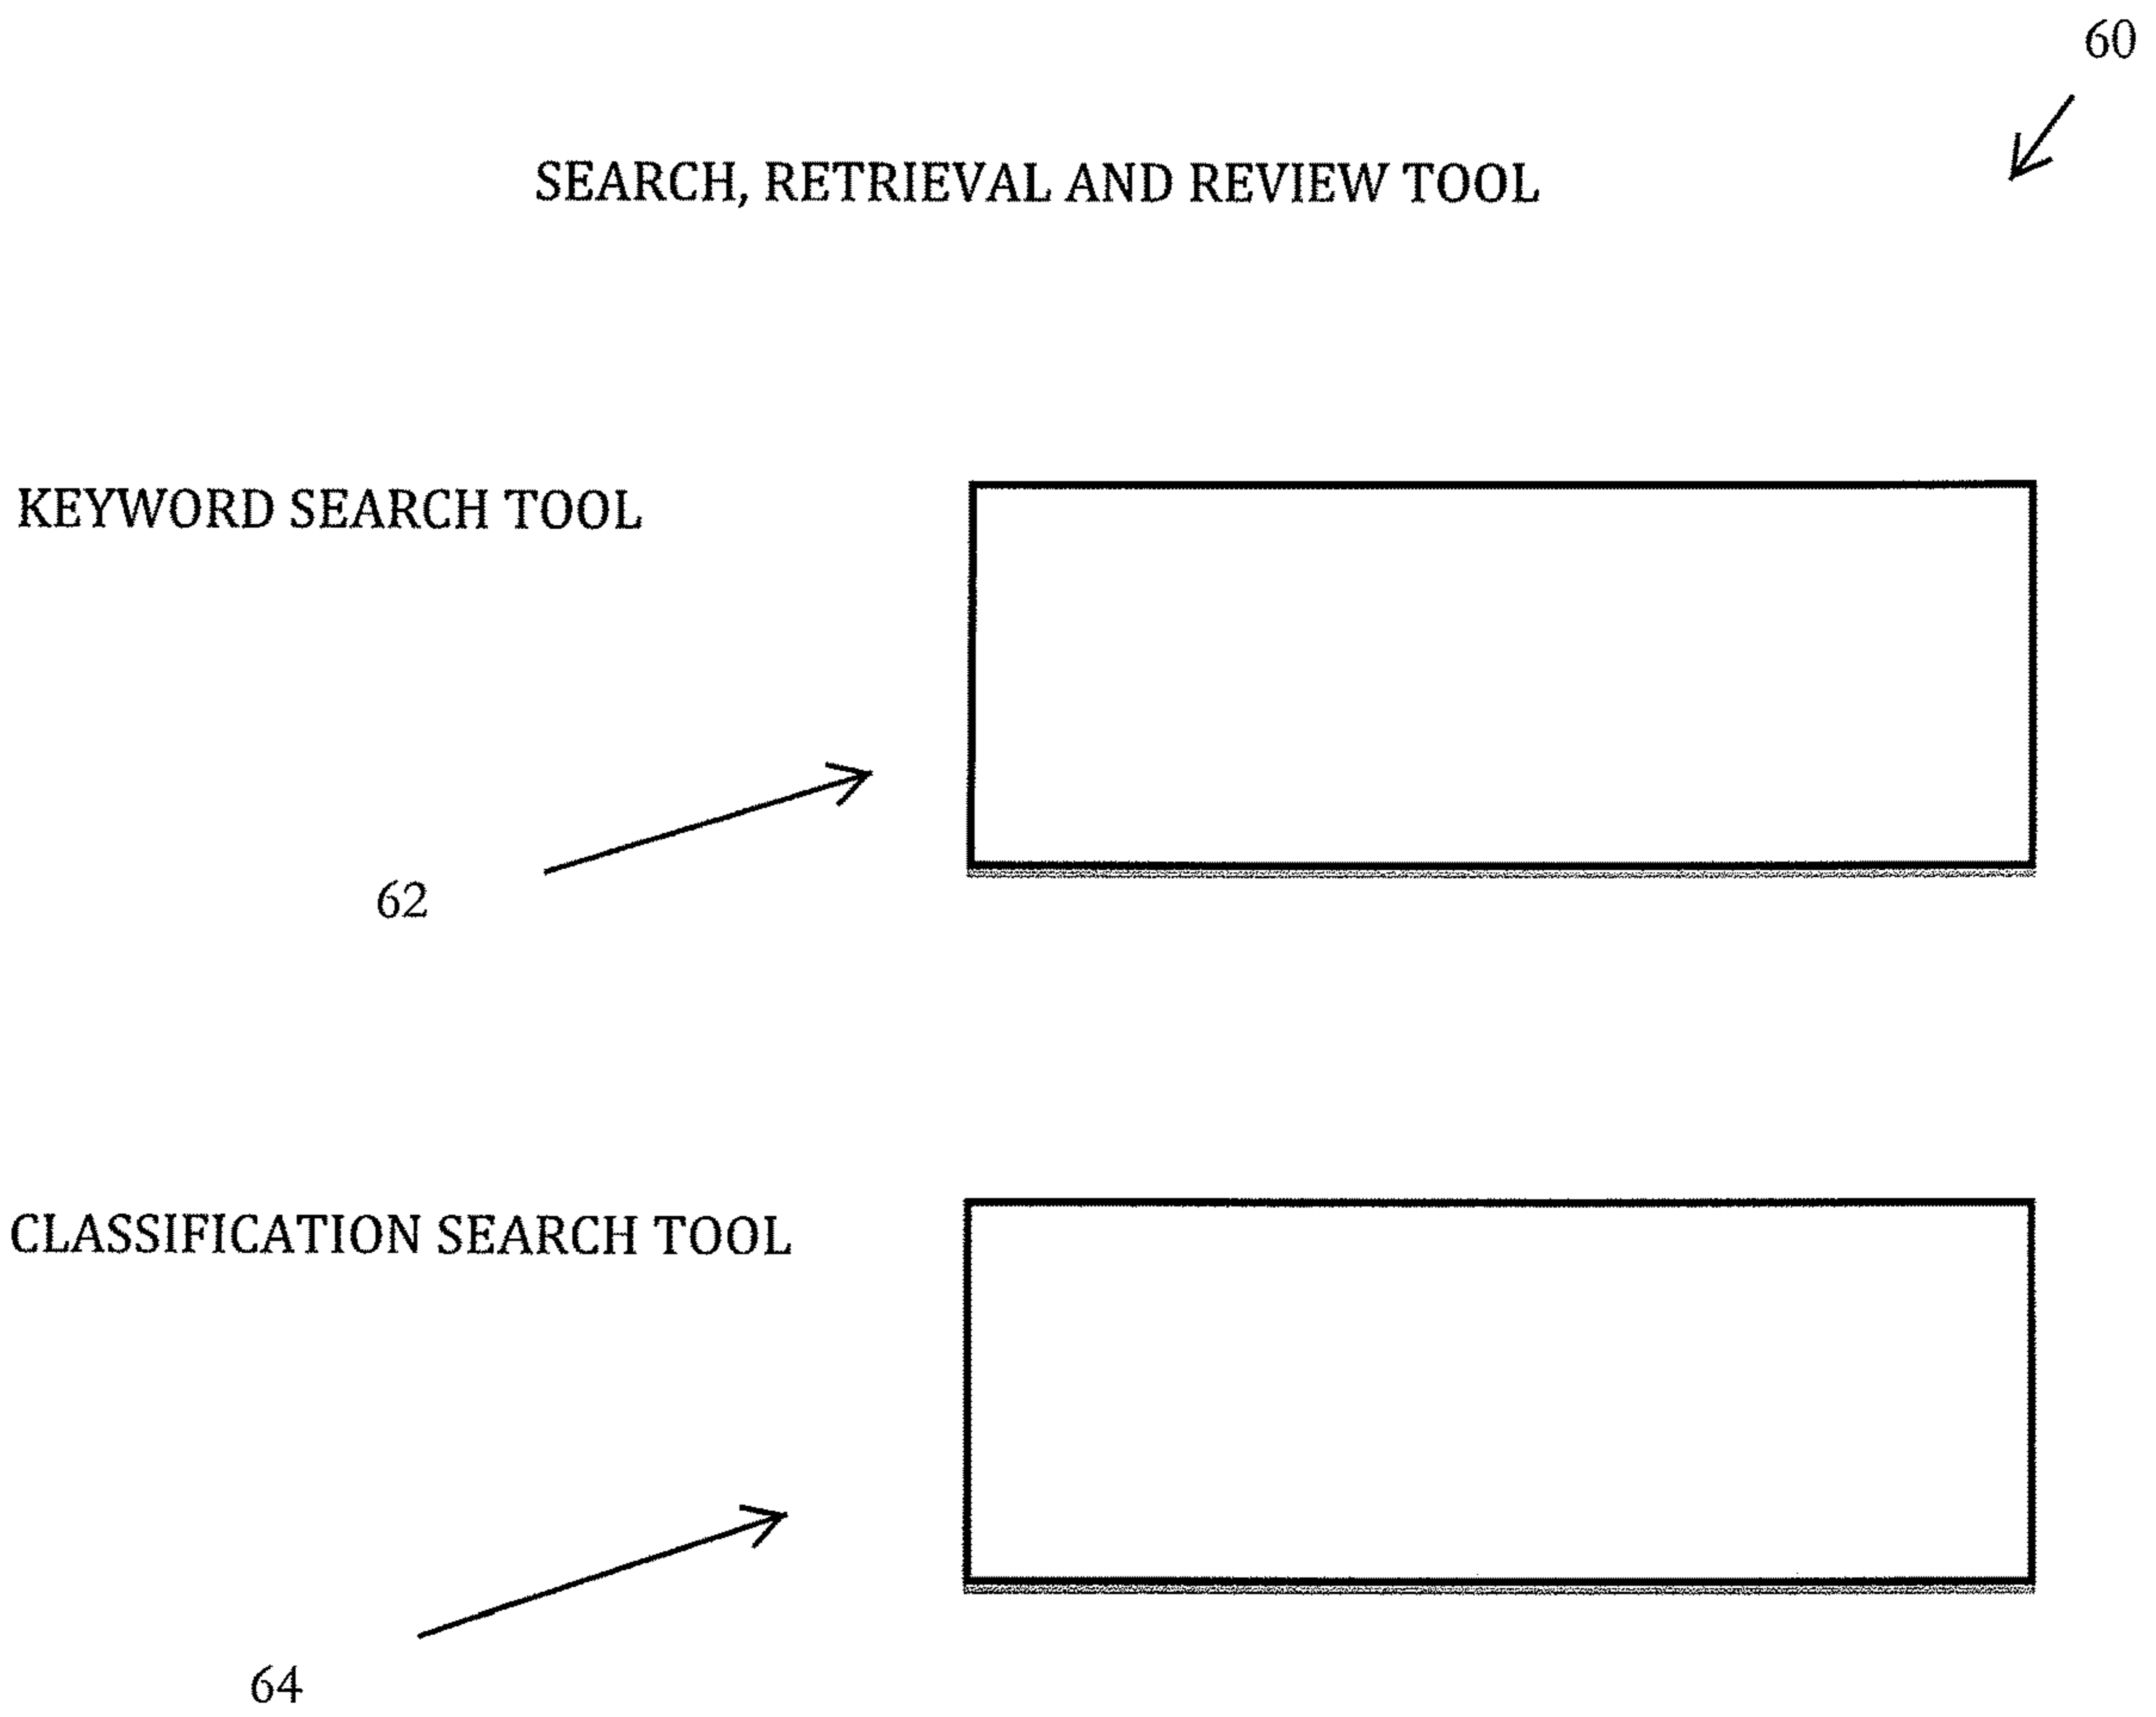 60
SEARCH, RETRIEVAL AND REVIEW TOOL
KEYWORD SEARCH TOOL
62
CLASSIFICATION SEARCH TOOL
64